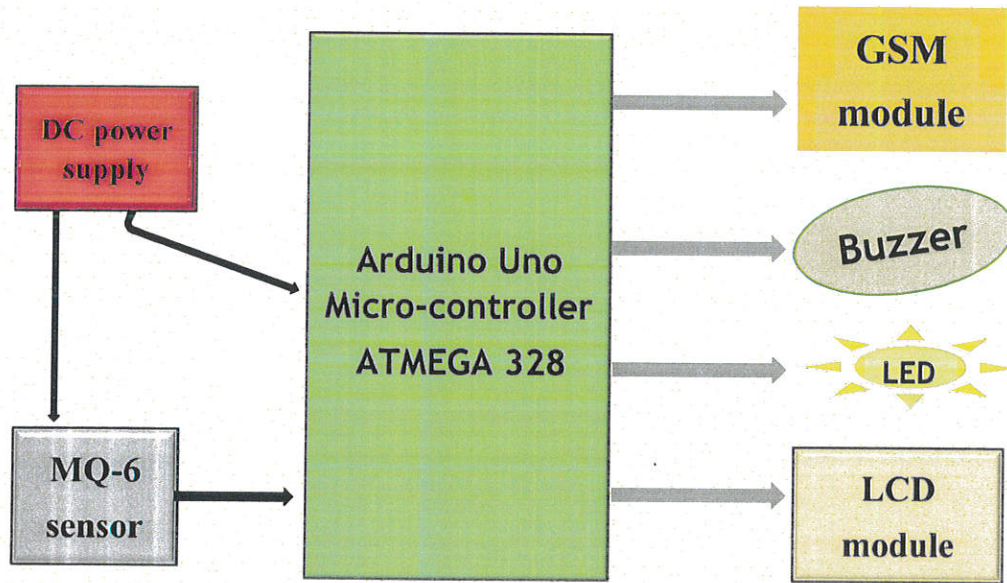 DC power
supply
MQ-6
sensor
Arduino Uno
Micro-controller
ATMEGA 328
GSM
module
Buzzer
LED
LCD
module